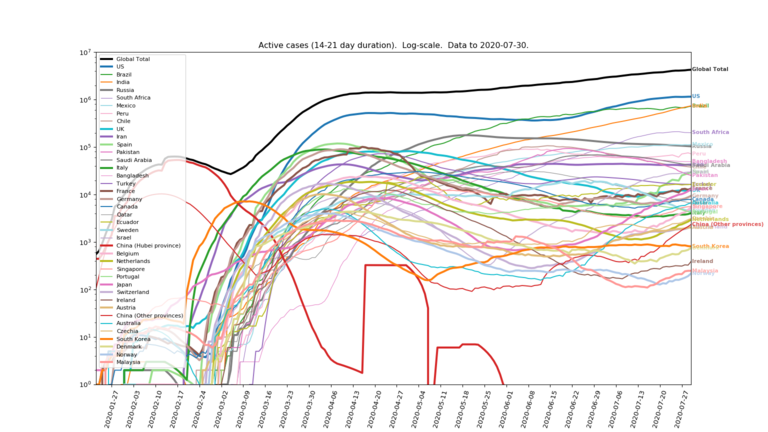 Active cases (14-21 day duration).  Log-scale.  Data to 2020-07-30.
10^7
10^6
10^5
10^4
10^3
10^2
10^1
10^0
Global Total
US
Brazil
India
Russia
South Africa
Mexico
Peru
Chile
UK
Iran
Spain
Pakistan
Saudi Arabia
Italy
Bangladesh
Turkey
France
Germany
Canada
Qatar
Ecuador
Sweden
Israel
China (Hubei province)
Belgium
Netherlands
Singapore
Portugal
Japan
Switzerland
Ireland
Austria
China (Other provinces)
Australia
Czechia
South Korea
Denmark
Norway
Malaysia
Global Total
US
South Africa
Bangladesh
Saudi Arabia
Pakistan
Canada
China (Other provinces)
South Korea
Ireland
Malaysia
2020-01-27
2020-02-03
2020-02-10
2020-02-17
2020-02-24
2020-03-02
2020-03-09
2020-03-16
2020-03-23
2020-03-30
2020-04-06
2020-04-13
2020-04-20
2020-04-27
2020-05-04
2020-05-11
2020-05-18
2020-05-25
2020-06-01
2020-06-08
2020-06-15
2020-06-22
2020-06-29
2020-07-06
2020-07-13
2020-07-20
2020-07-27